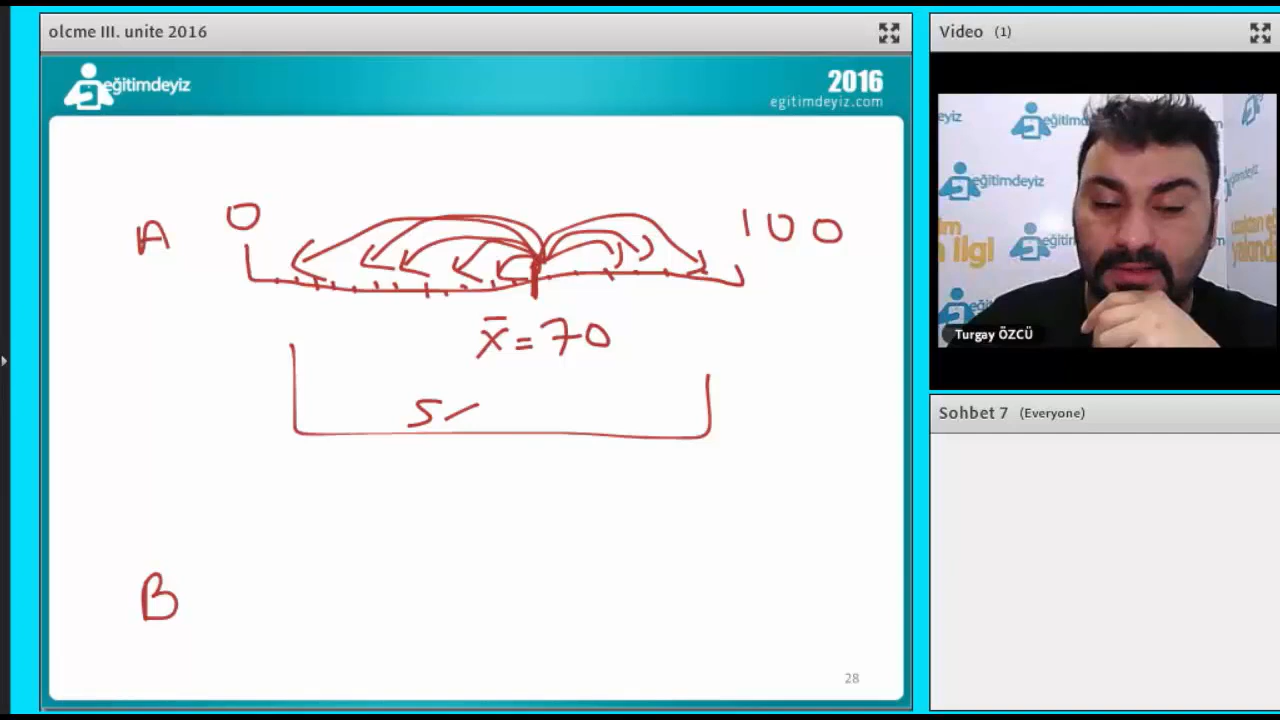 olcme III. unite 2016
Video (1)
eğitimdeyiz
2016
egitimdeyiz.com
A 0 100
x̄ = 70
S
B
28
eğitimdeyiz
Turgay ÖZCÜ
Sohbet 7 (Everyone)